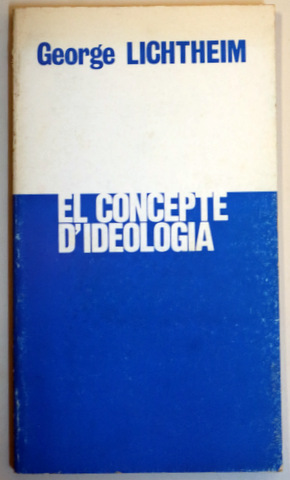 George LICHTHEIM
EL CONCEPTE
D'IDEOLOGIA